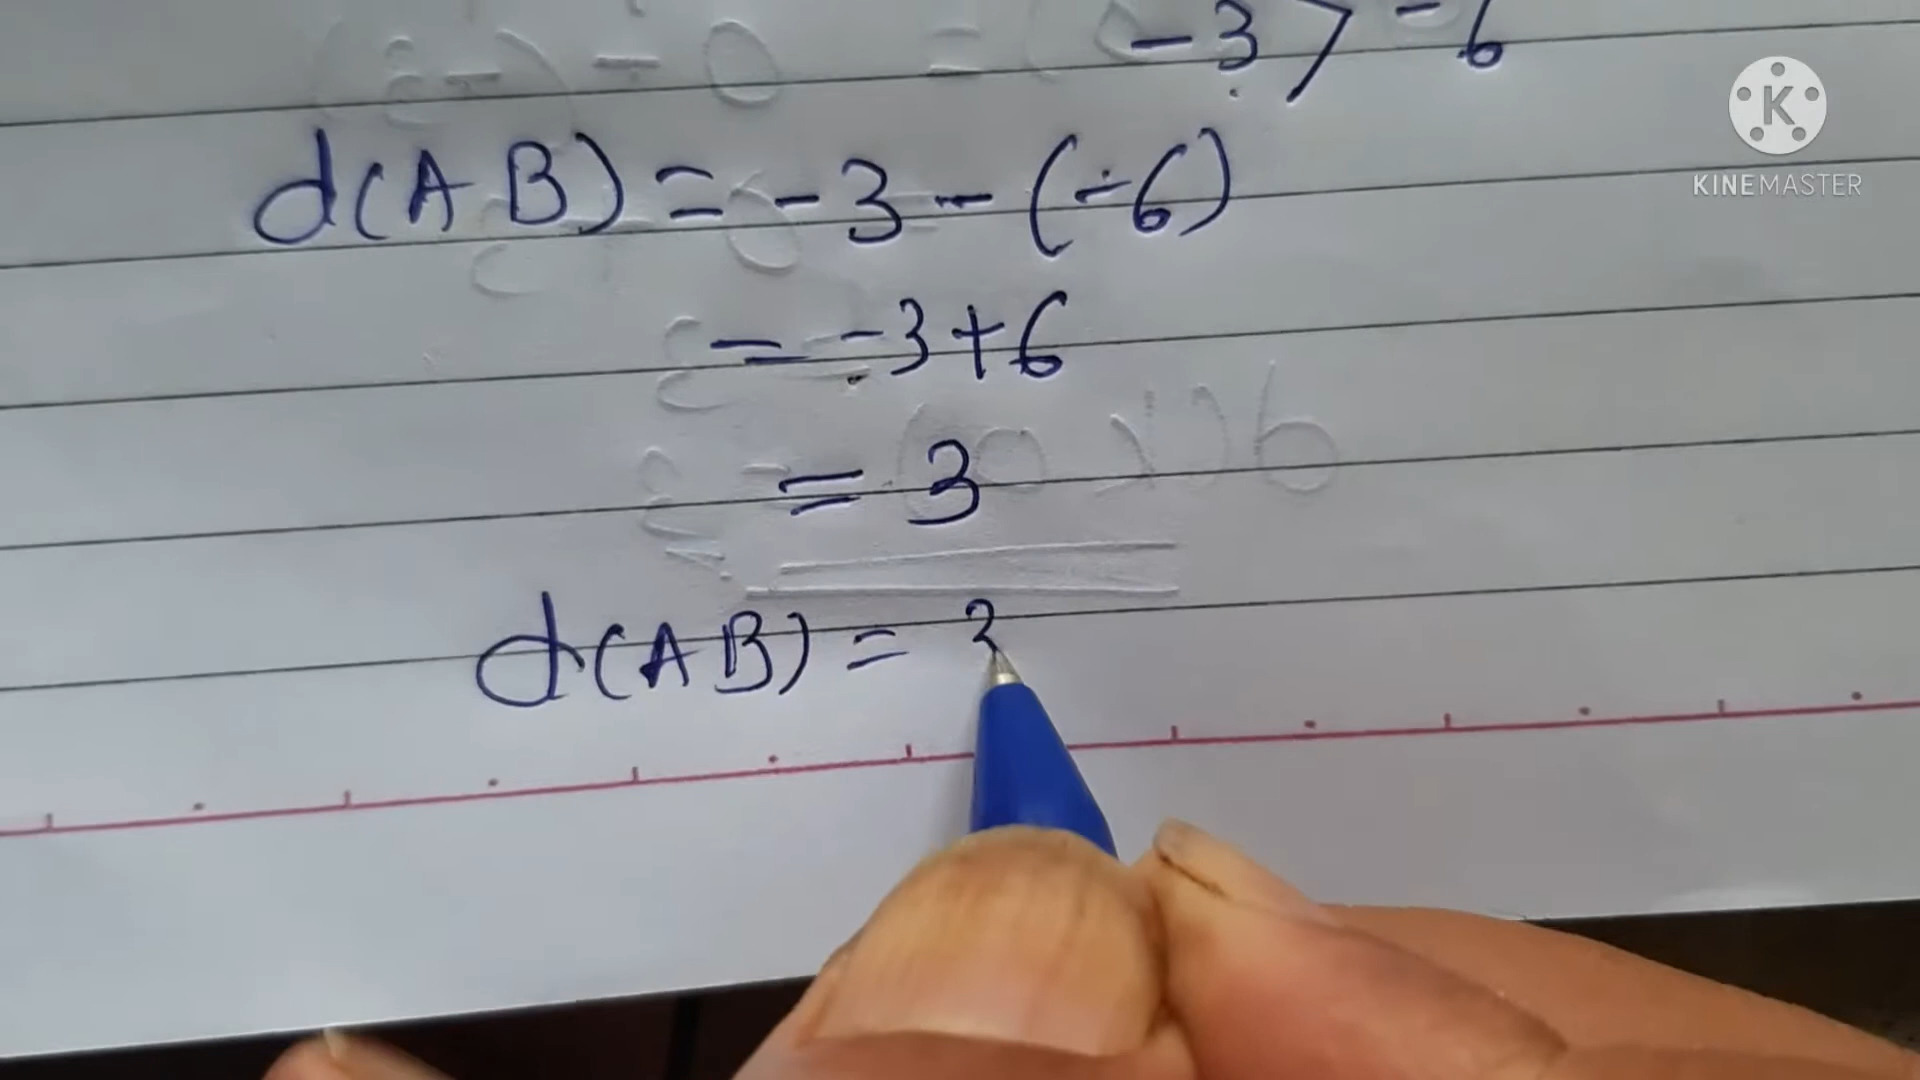 -3 > -6
d(AB) = -3 - (-6)
= -3+6
= 3
d(AB) = 3
K
KINEMASTER